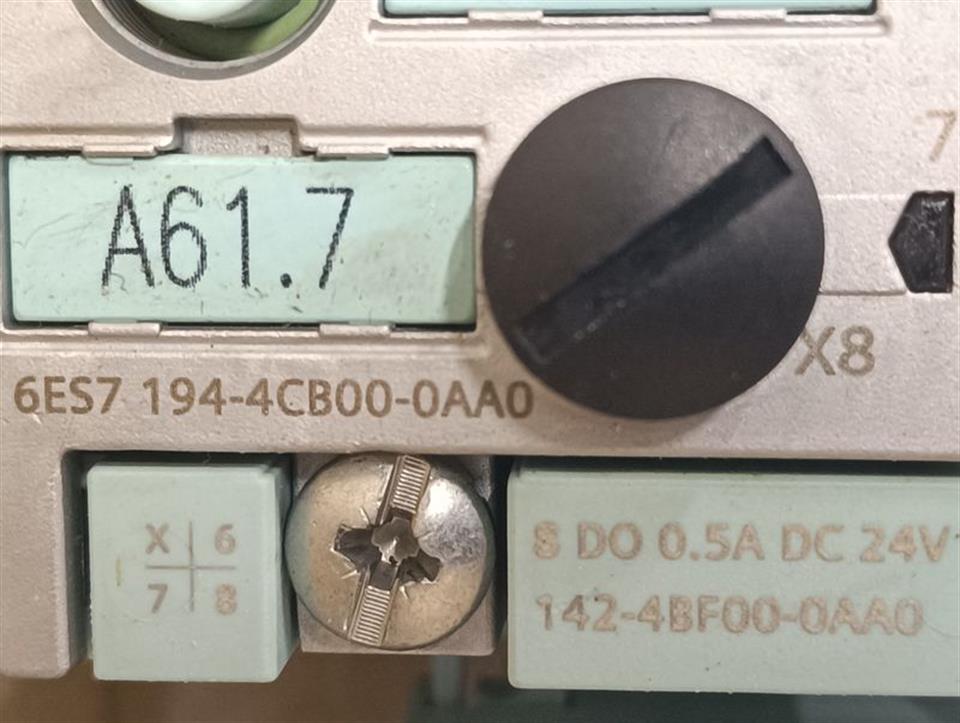 7
A61.7
X8
6ES7 194-4CB00-0AA0
X 6
7 8
8 DO 0.5A DC 24V
142-4BF00-0AA0